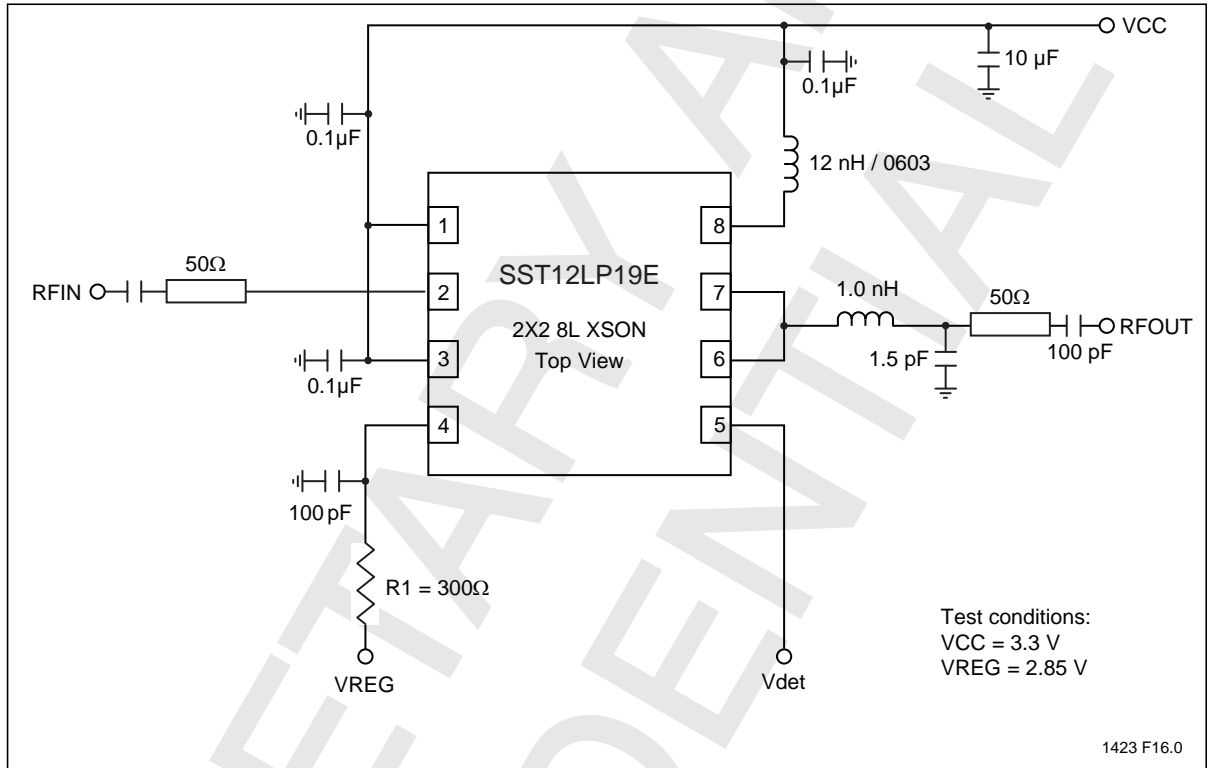 VCC
10 µF
0.1µF
0.1µF
12 nH / 0603
1
8
50Ω
SST12LP19E
RFIN
2
7
1.0 nH
50Ω
2X2 8L XSON
RFOUT
100 pF
Top View
3
6
1.5 pF
0.1µF
4
5
100 pF
R1 = 300Ω
Test conditions:
VCC = 3.3 V
VREG = 2.85 V
VREG
Vdet
1423 F16.0
ETARY A
DENTIAL